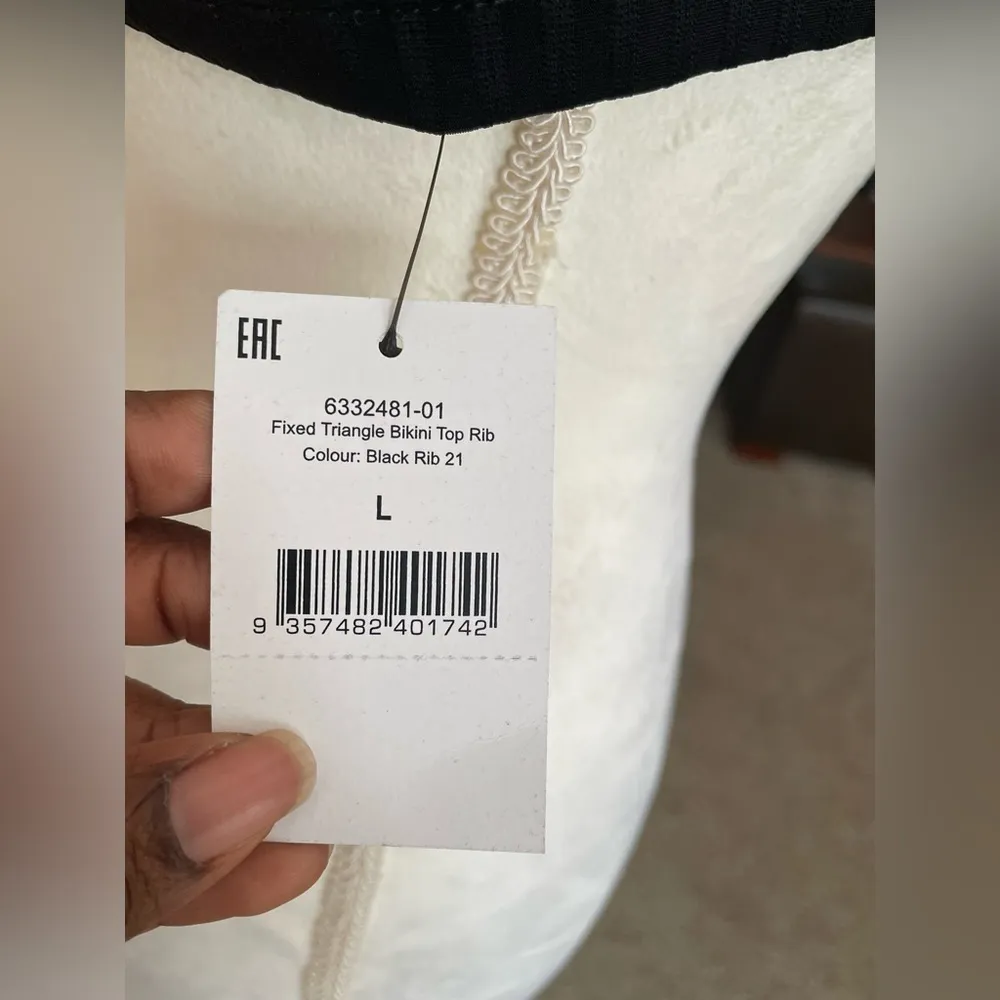 EAC
6332481-01
Fixed Triangle Bikini Top Rib
Colour: Black Rib 21
L
9 357482 401742